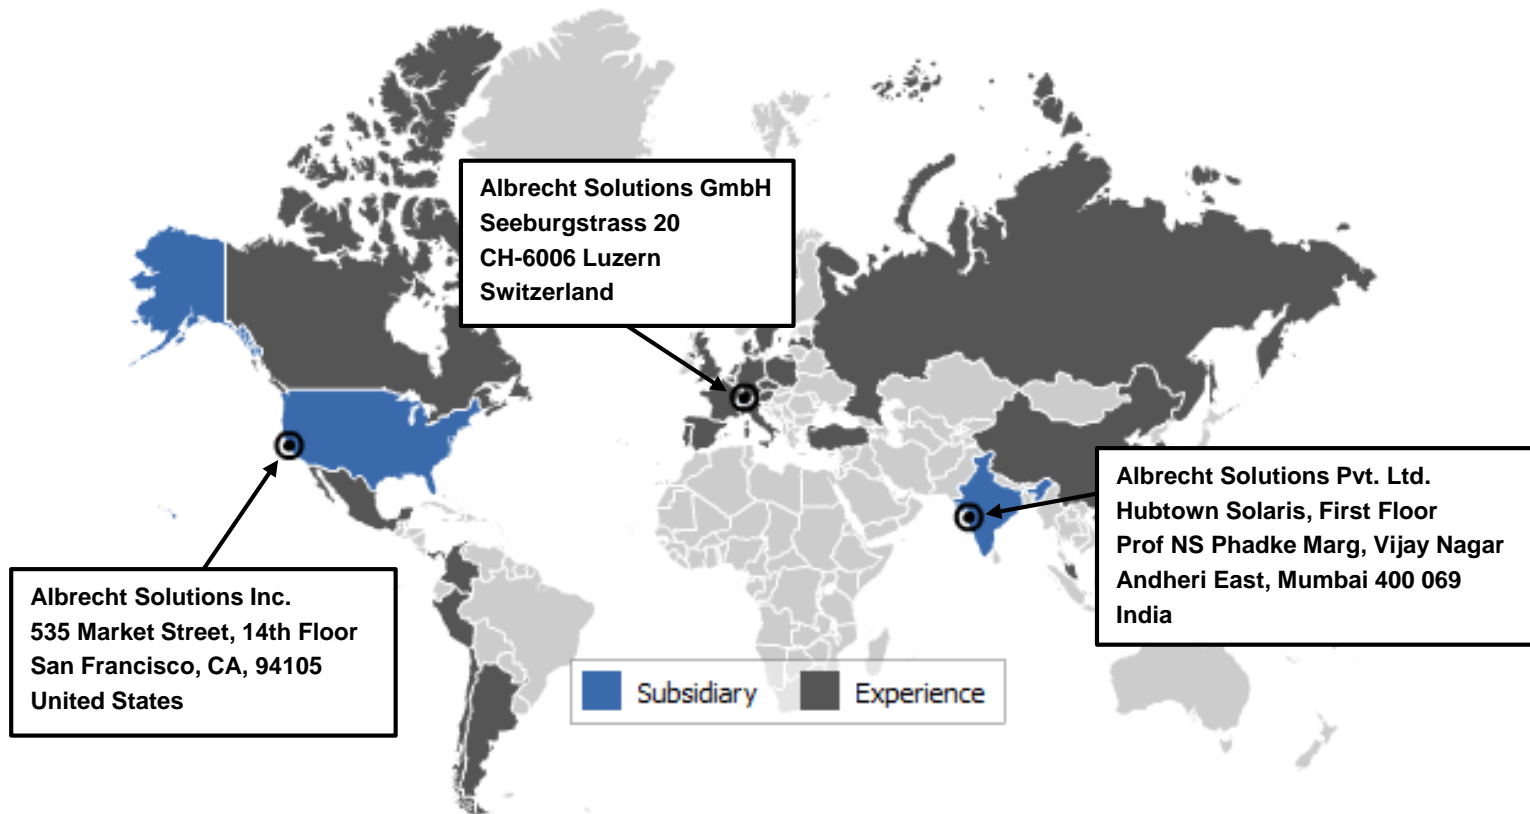 Albrecht Solutions GmbH
Seeburgstrass 20
CH-6006 Luzern
Switzerland
Albrecht Solutions Pvt. Ltd.
Hubtown Solaris, First Floor
Prof NS Phadke Marg, Vijay Nagar
Andheri East, Mumbai 400 069
India
Albrecht Solutions Inc.
535 Market Street, 14th Floor
San Francisco, CA, 94105
United States
Subsidiary
Experience